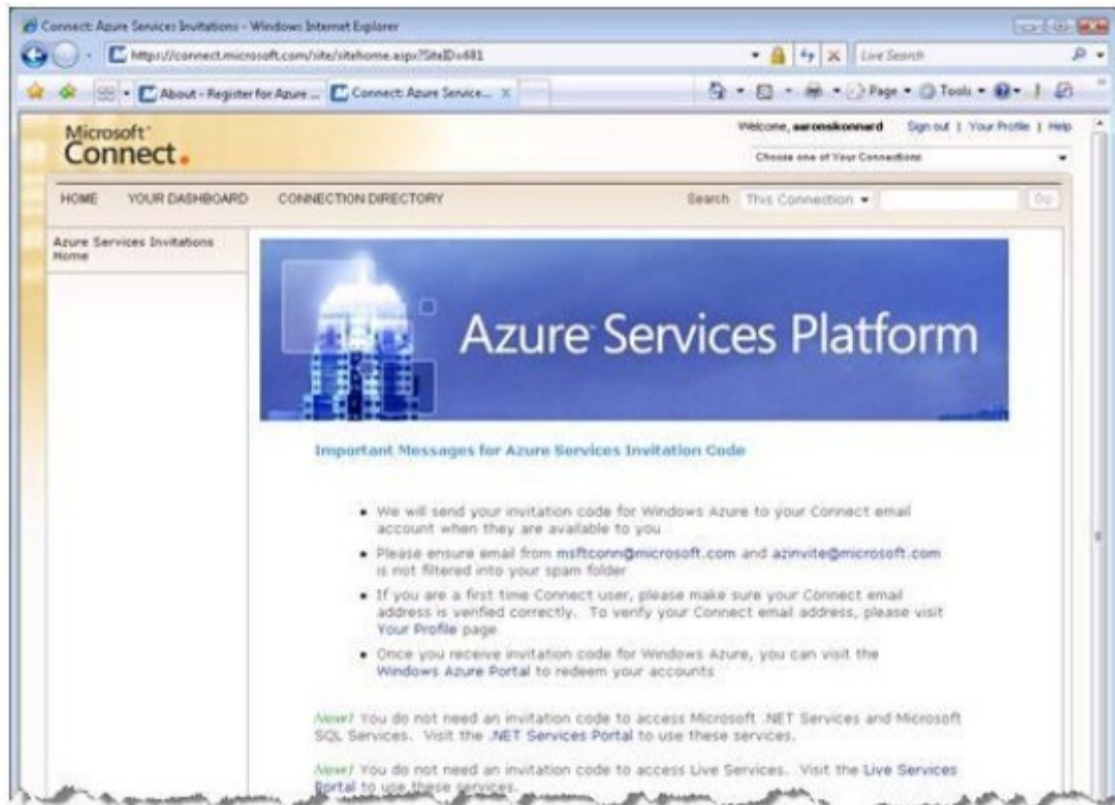 Connect: Azure Services Invitations - Windows Internet Explorer
https://connect.microsoft.com/site/sitehome.aspx?SiteID=681
Live Search
About - Register for Azure ...
Connect: Azure Service...
Page
Tools
Microsoft®
Connect.
Welcome, aaronskonnard Sign out | Your Profile | Help
Choose one of Your Connections
HOME YOUR DASHBOARD CONNECTION DIRECTORY
Search This Connection Go
Azure Services Invitations
Home
Azure™ Services Platform
Important Messages for Azure Services Invitation Code
• We will send your invitation code for Windows Azure to your Connect email
account when they are available to you
• Please ensure email from msftconn@microsoft.com and azinvite@microsoft.com
is not filtered into your spam folder
• If you are a first time Connect user, please make sure your Connect email
address is verified correctly. To verify your Connect email address, please visit
Your Profile page
• Once you receive invitation code for Windows Azure, you can visit the
Windows Azure Portal to redeem your accounts
New! You do not need an invitation code to access Microsoft .NET Services and Microsoft
SQL Services. Visit the .NET Services Portal to use these services.
New! You do not need an invitation code to access Live Services. Visit the Live Services
Portal to use these services.